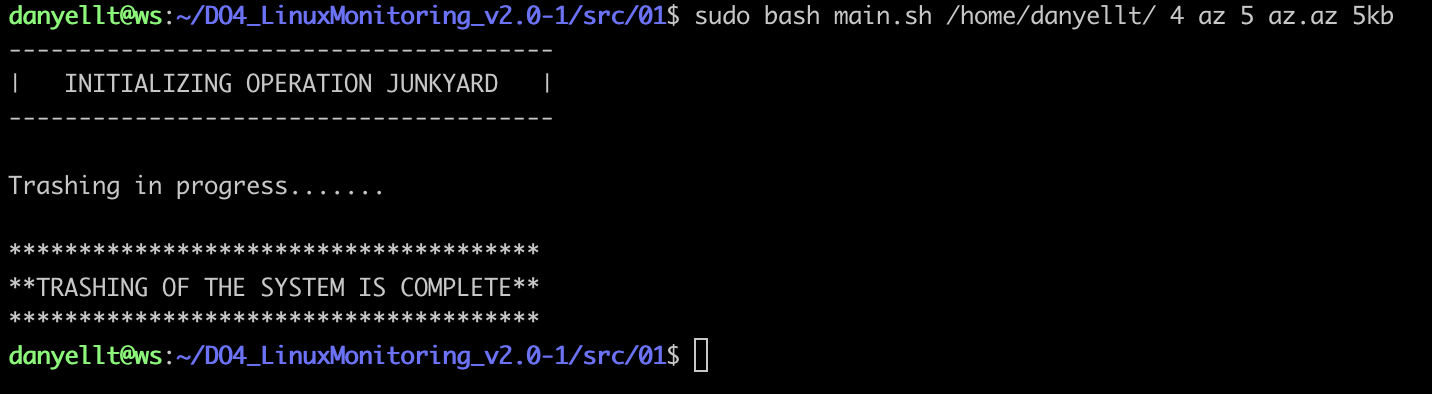 danyellt@ws:~/DO4_LinuxMonitoring_v2.0-1/src/01$ sudo bash main.sh /home/danyellt/ 4 az 5 az.az 5kb
---------------------------------------
|   INITIALIZING OPERATION JUNKYARD   |
---------------------------------------
Trashing in progress.......
**************************************
**TRASHING OF THE SYSTEM IS COMPLETE**
**************************************
danyellt@ws:~/DO4_LinuxMonitoring_v2.0-1/src/01$